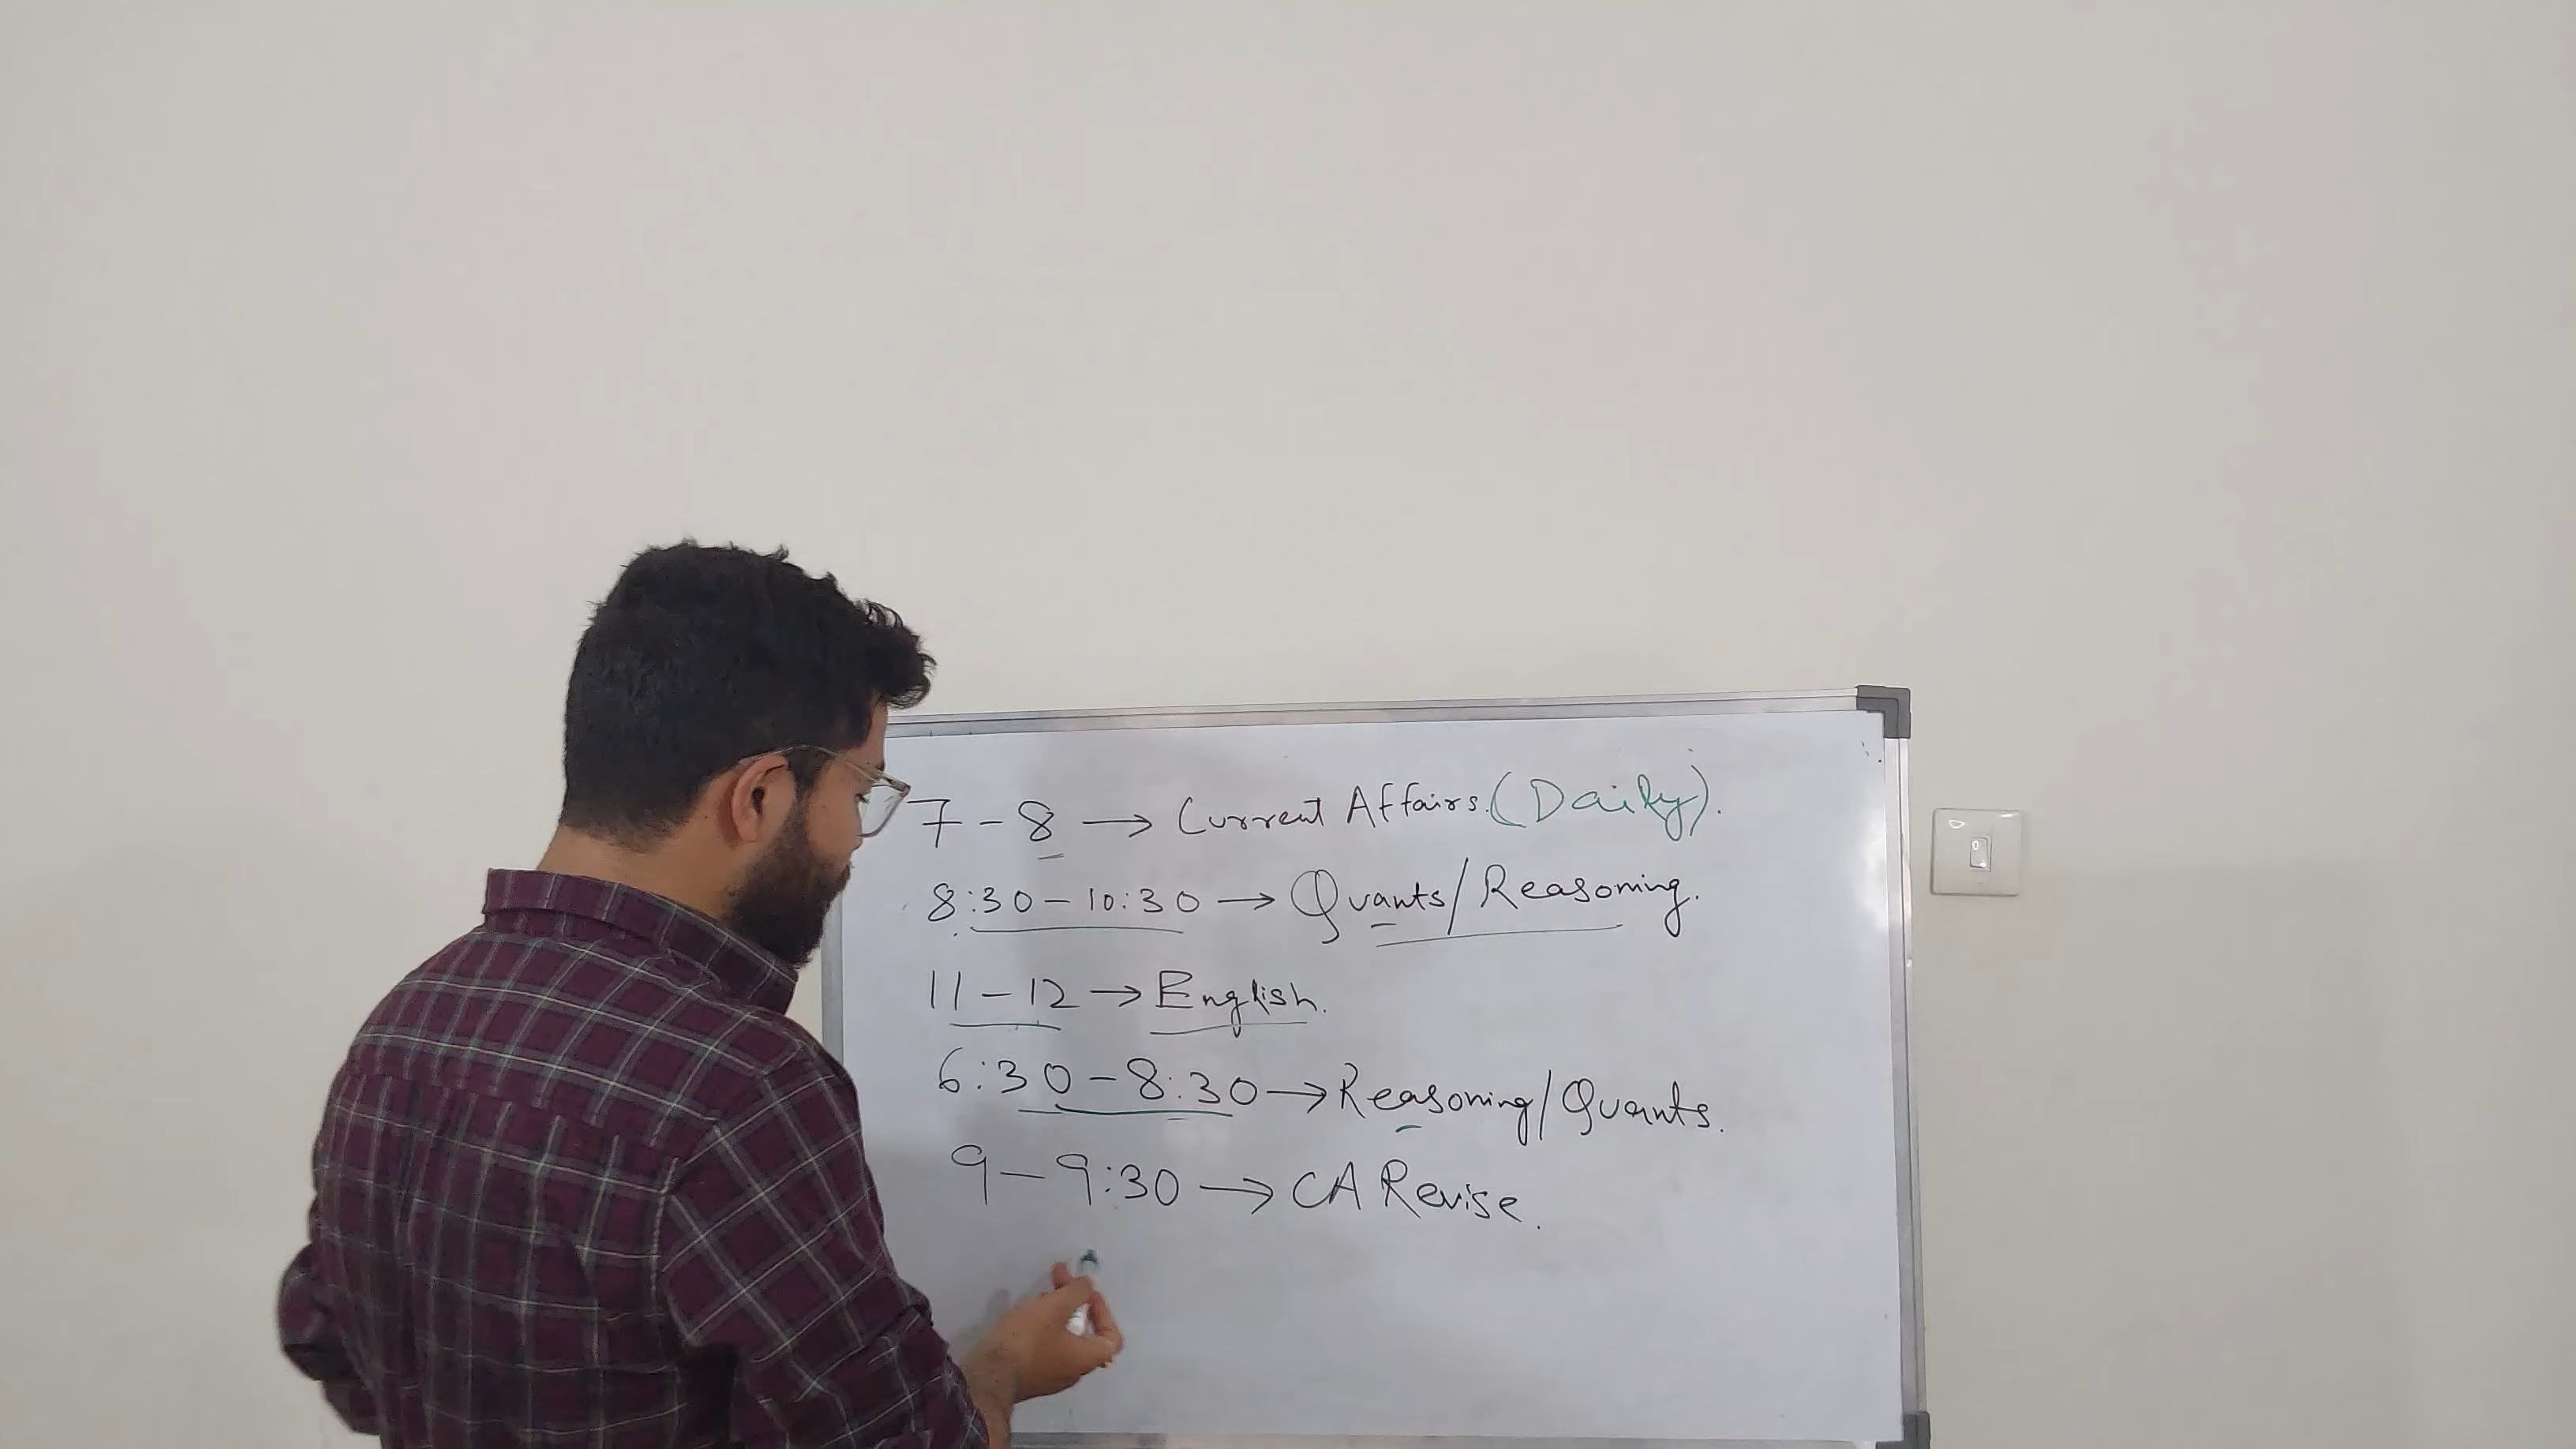 7 - 8 → Current Affairs. (Daily).
8:30 - 10:30 → Quants/Reasoning.
11 - 12 → English.
6:30 - 8:30 → Reasoning/Quants.
9 - 9:30 → CA Revise.